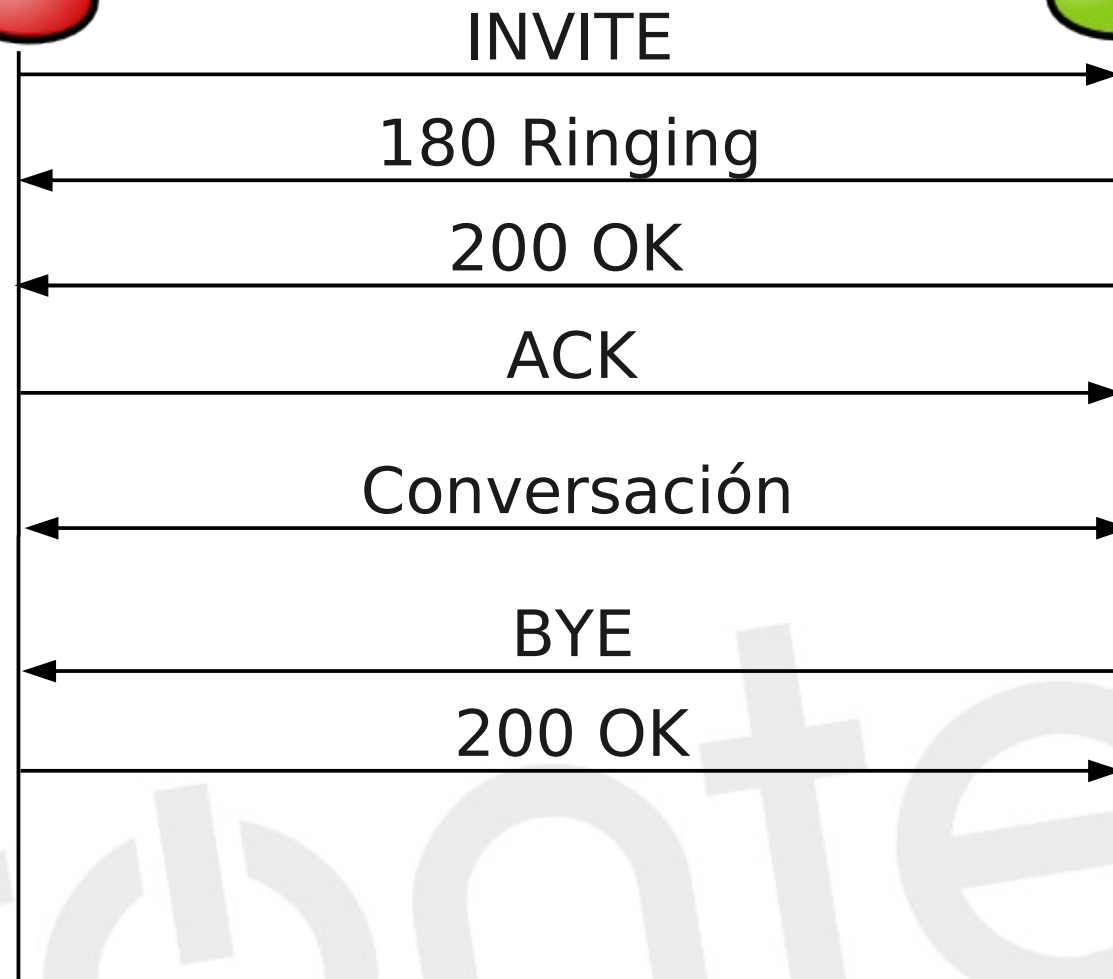 INVITE
180 Ringing
200 OK
ACK
Conversación
BYE
200 OK